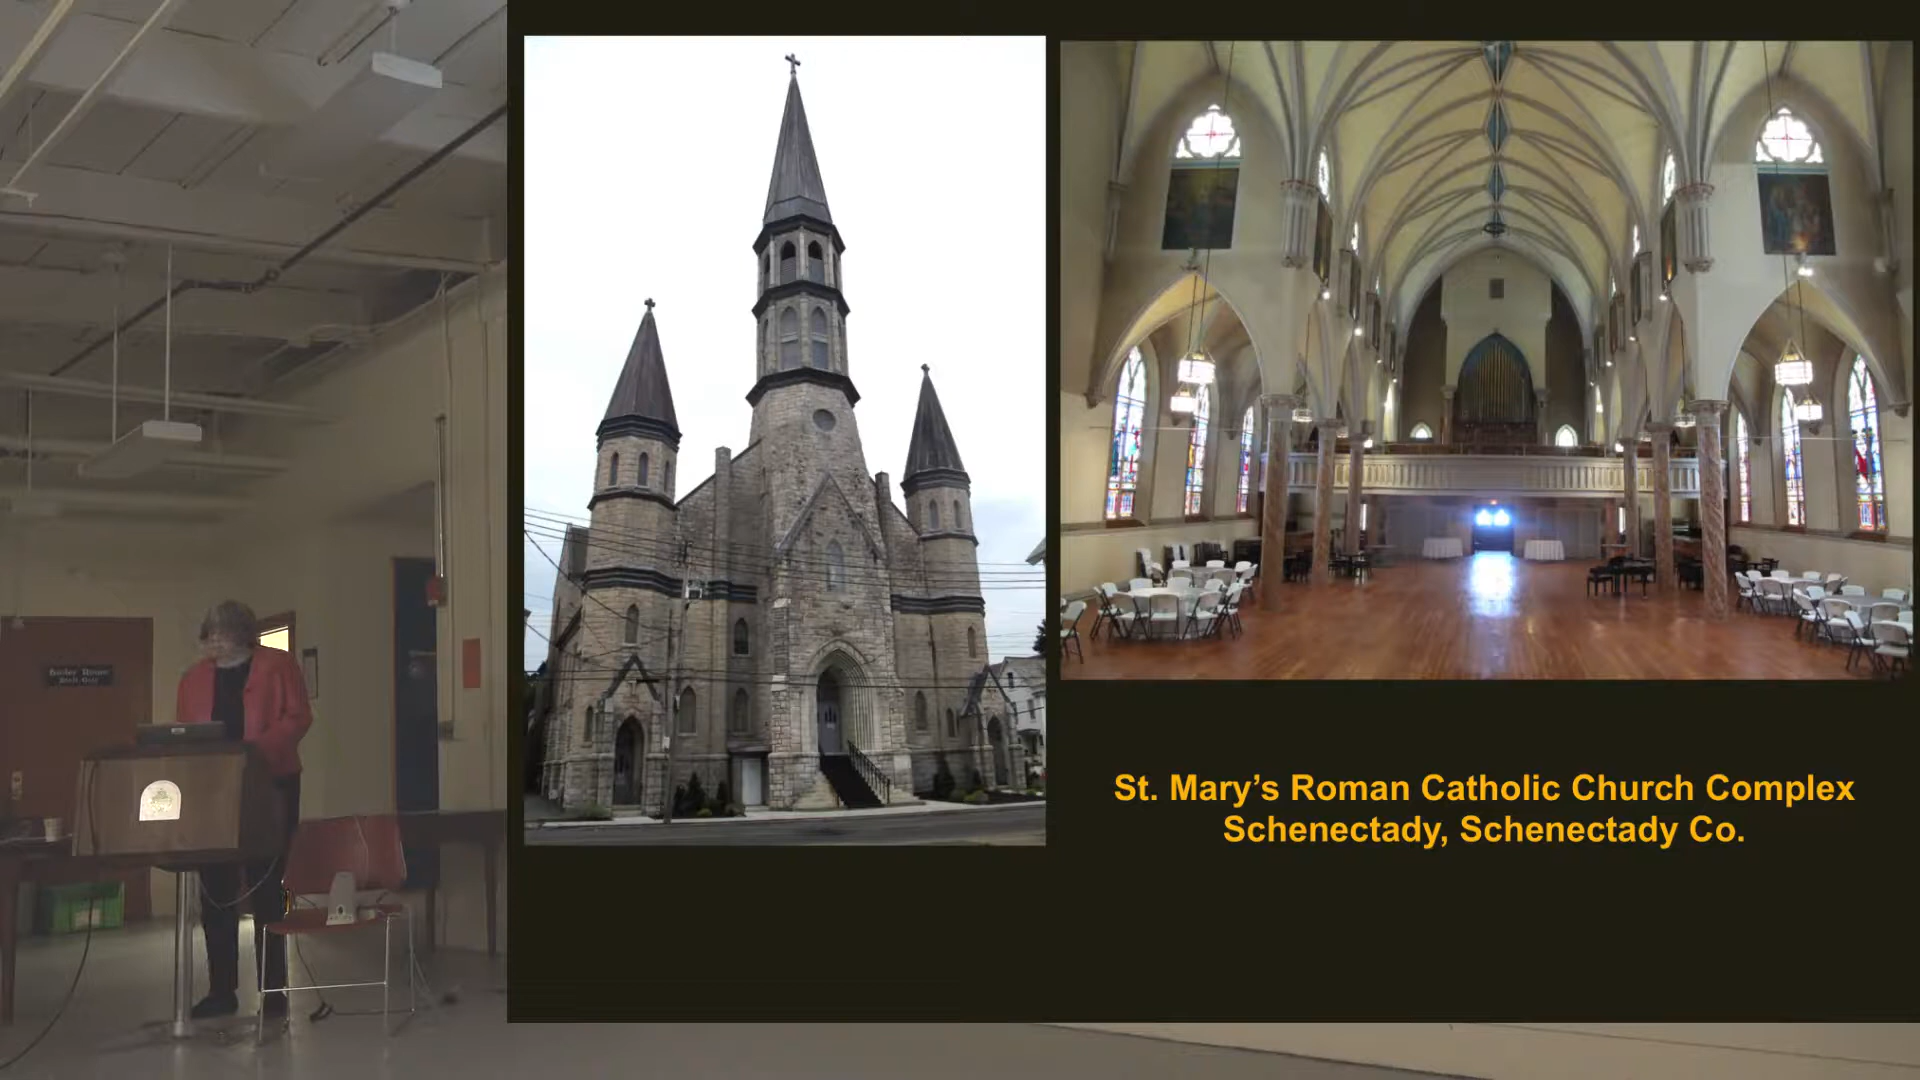 St. Mary’s Roman Catholic Church Complex
Schenectady, Schenectady Co.